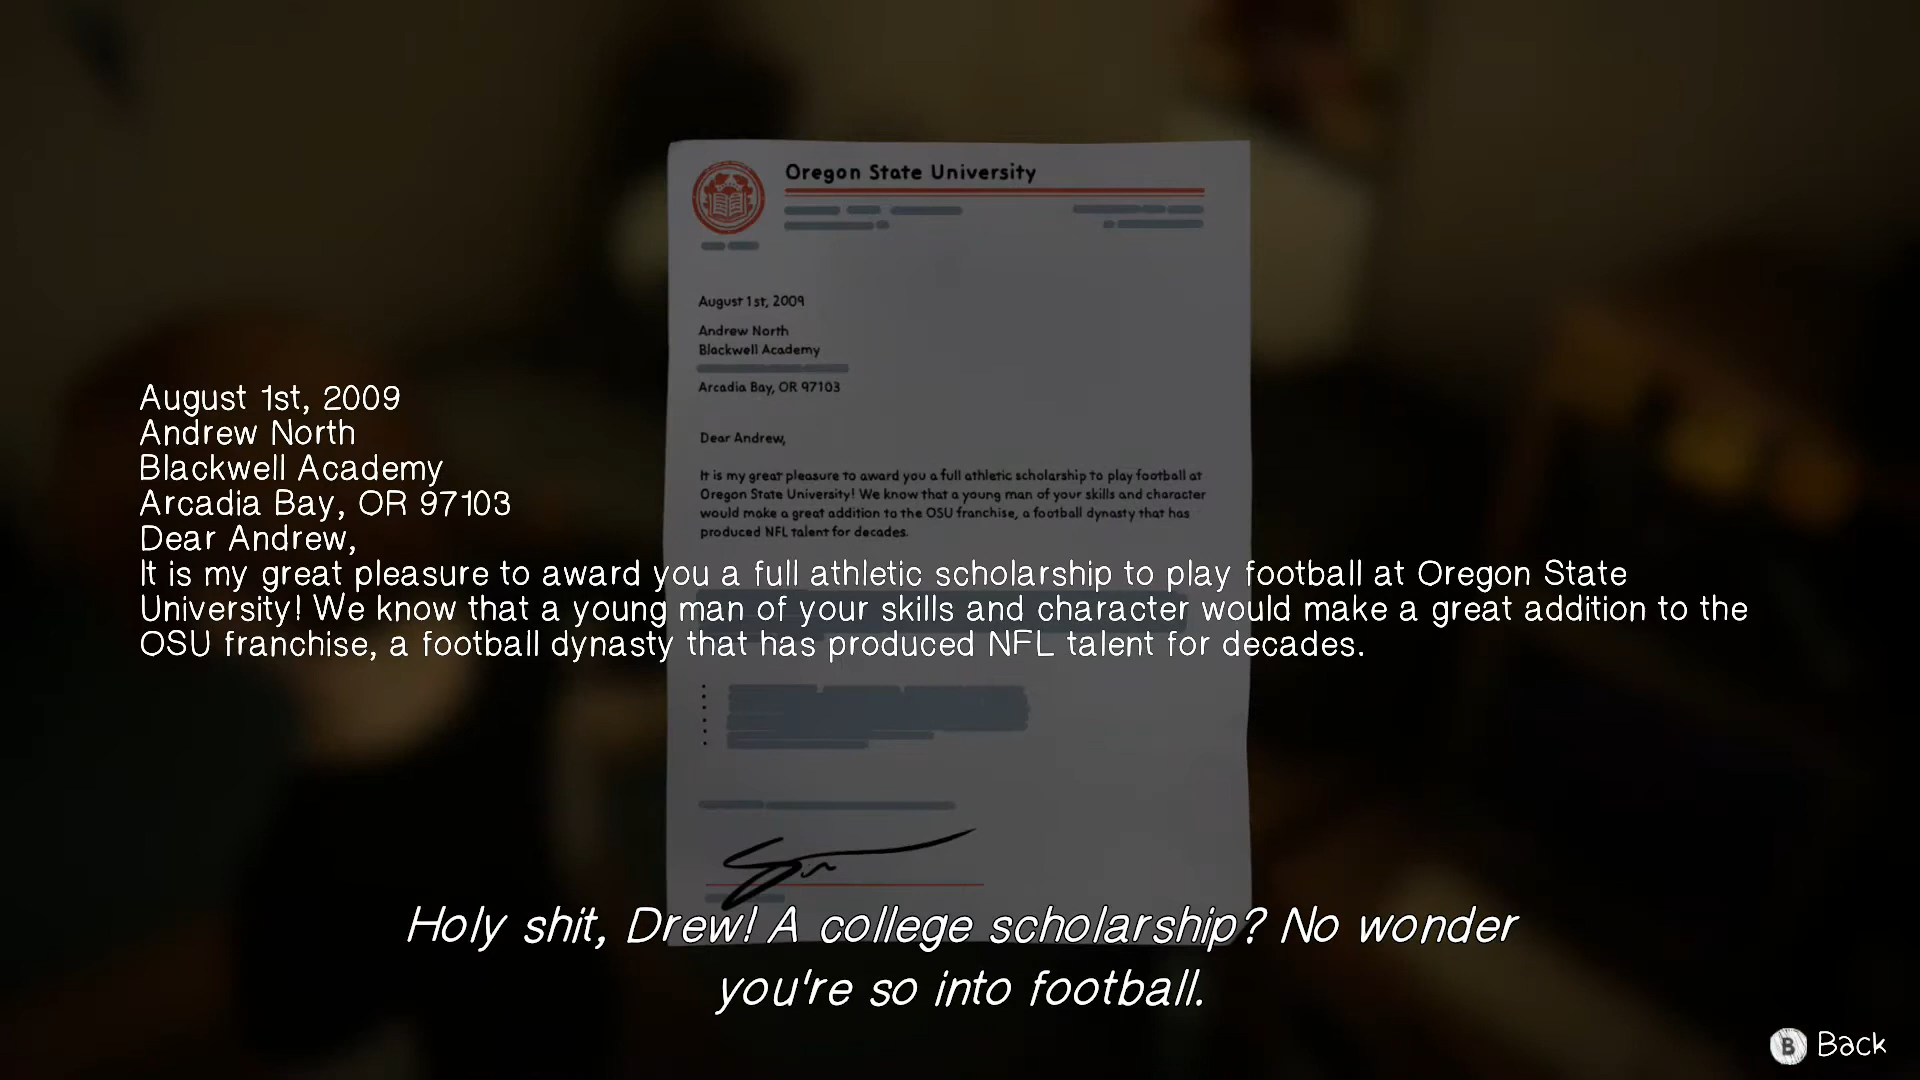 Oregon State University
August 1st, 2009
Andrew North
Blackwell Academy
Arcadia Bay, OR 97103
Dear Andrew,
It is my great pleasure to award you a full athletic scholarship to play football at
Oregon State University! We know that a young man of your skills and character
would make a great addition to the OSU franchise, a football dynasty that has
produced NFL talent for decades.
August 1st, 2009
Andrew North
Blackwell Academy
Arcadia Bay, OR 97103
Dear Andrew,
It is my great pleasure to award you a full athletic scholarship to play football at Oregon State
University! We know that a young man of your skills and character would make a great addition to the
OSU franchise, a football dynasty that has produced NFL talent for decades.
Holy shit, Drew! A college scholarship? No wonder
you're so into football.
B Back